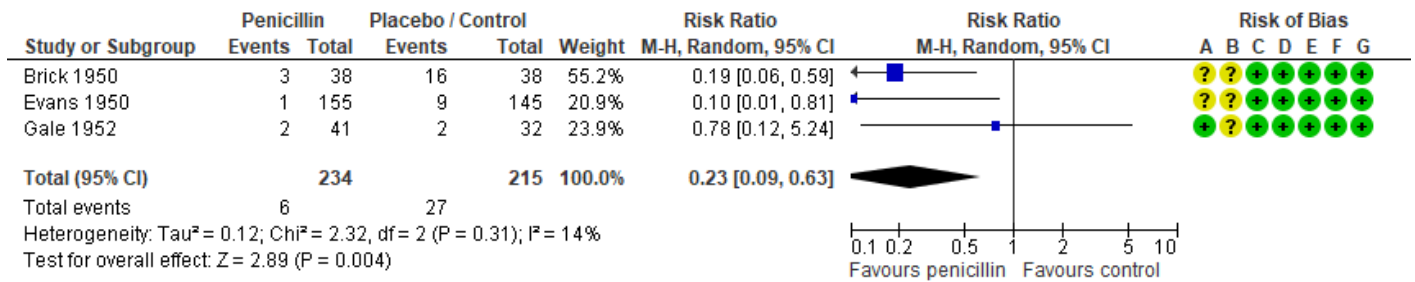 Penicillin Placebo / Control Risk Ratio Risk Ratio Risk of Bias
Study or Subgroup Events Total Events Total Weight M-H, Random, 95% CI M-H, Random, 95% CI A B C D E F G
Brick 1950 3 38 16 38 55.2% 0.19 [0.06, 0.59] ? ? + + + + +
Evans 1950 1 155 9 145 20.9% 0.10 [0.01, 0.81] ? ? + + + + +
Gale 1952 2 41 2 32 23.9% 0.78 [0.12, 5.24] + ? + + + + +
Total (95% CI) 234 215 100.0% 0.23 [0.09, 0.63]
Total events 6 27
Heterogeneity: Tau² = 0.12; Chi² = 2.32, df = 2 (P = 0.31); I² = 14%
Test for overall effect: Z = 2.89 (P = 0.004)
0.1 0.2 0.5 1 2 5 10
Favours penicillin Favours control